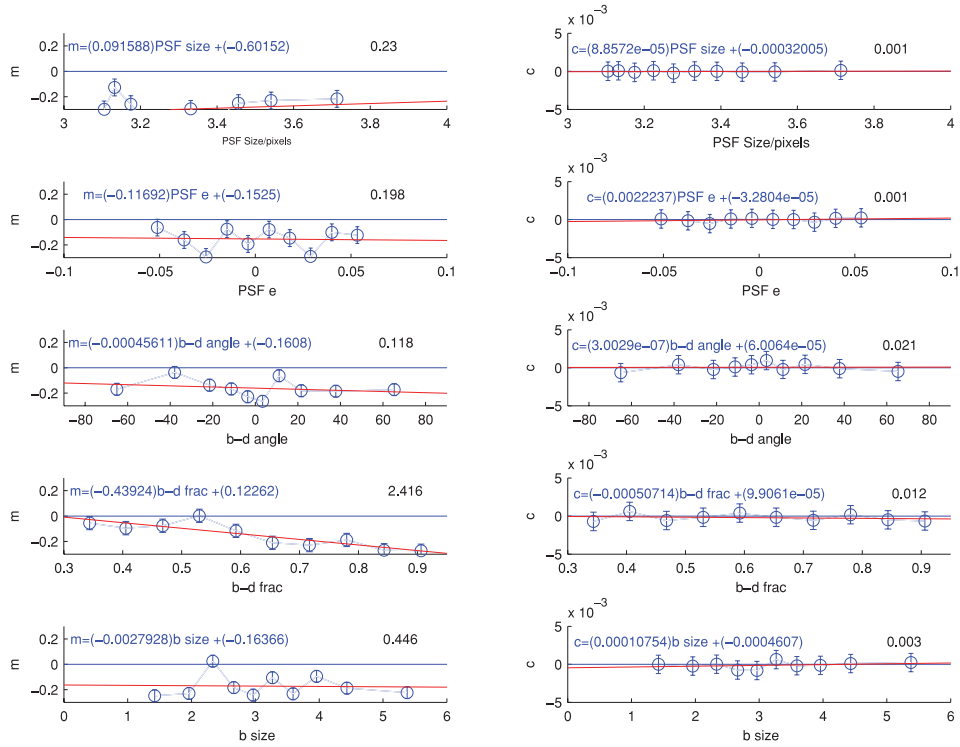 x 10⁻³
m=(0.091588)PSF size +(−0.60152) 0.23
c=(8.8572e−05)PSF size +(−0.00032005) 0.001
0.2
0
−0.2
m
3 3.2 3.4 3.6 3.8 4
PSF Size/pixels
5
0
−5
c
3 3.2 3.4 3.6 3.8 4
PSF Size/pixels
x 10⁻³
m=(−0.11692)PSF e +(−0.1525) 0.198
c=(0.0022237)PSF e +(−3.2804e−05) 0.001
0.2
0
−0.2
m
−0.1 −0.05 0 0.05 0.1
PSF e
5
0
−5
c
−0.1 −0.05 0 0.05 0.1
PSF e
x 10⁻³
m=(−0.00045611)b−d angle +(−0.1608) 0.118
c=(3.0029e−07)b−d angle +(6.0064e−05) 0.021
0.2
0
−0.2
m
−80 −60 −40 −20 0 20 40 60 80
b−d angle
5
0
−5
c
−80 −60 −40 −20 0 20 40 60 80
b−d angle
x 10⁻³
m=(−0.43924)b−d frac +(0.12262) 2.416
c=(−0.00050714)b−d frac +(9.9061e−05) 0.012
0.2
0
−0.2
m
0.3 0.4 0.5 0.6 0.7 0.8 0.9
b−d frac
5
0
−5
c
0.3 0.4 0.5 0.6 0.7 0.8 0.9
b−d frac
x 10⁻³
m=(−0.0027928)b size +(−0.16366) 0.446
c=(0.00010754)b size +(−0.0004607) 0.003
0.2
0
−0.2
m
0 1 2 3 4 5 6
b size
5
0
−5
c
0 1 2 3 4 5 6
b size